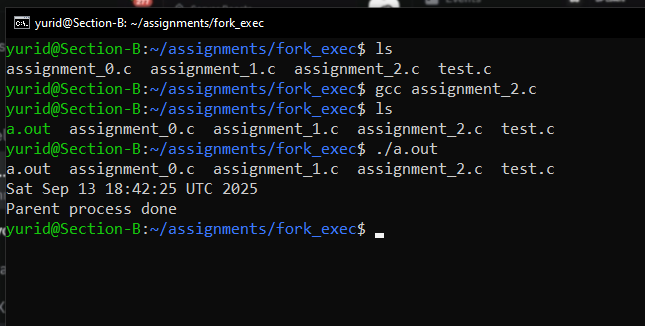 yurid@Section-B: ~/assignments/fork_exec
yurid@Section-B:~/assignments/fork_exec$ ls
assignment_0.c  assignment_1.c  assignment_2.c  test.c
yurid@Section-B:~/assignments/fork_exec$ gcc assignment_2.c
yurid@Section-B:~/assignments/fork_exec$ ls
a.out  assignment_0.c  assignment_1.c  assignment_2.c  test.c
yurid@Section-B:~/assignments/fork_exec$ ./a.out
a.out  assignment_0.c  assignment_1.c  assignment_2.c  test.c
Sat Sep 13 18:42:25 UTC 2025
Parent process done
yurid@Section-B:~/assignments/fork_exec$